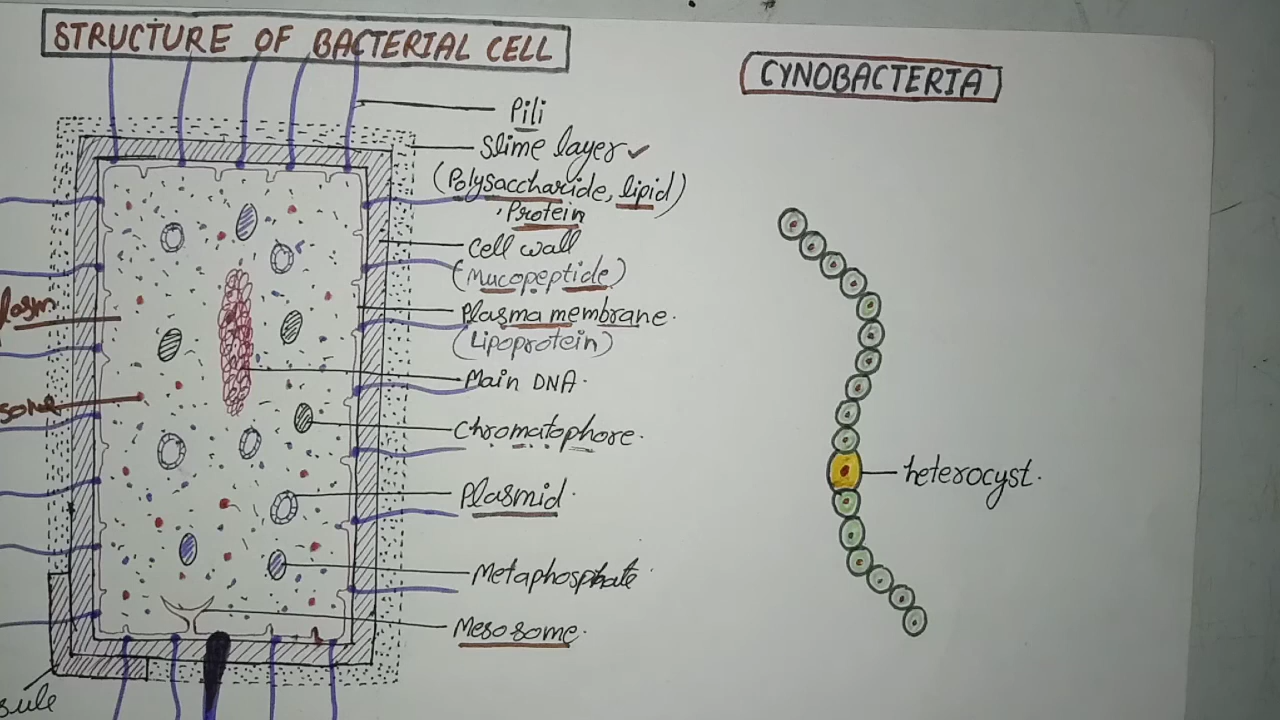 STRUCTURE OF BACTERIAL CELL
CYNOBACTERIA
Pili
Slime layer
(Polysaccharide, lipid)
, Protein
Cell wall
(Mucopeptide)
Plasma membrane.
(Lipoprotein)
Main DNA.
Chromatophore.
Plasmid.
Metaphosphate
Mesosome.
heterocyst.